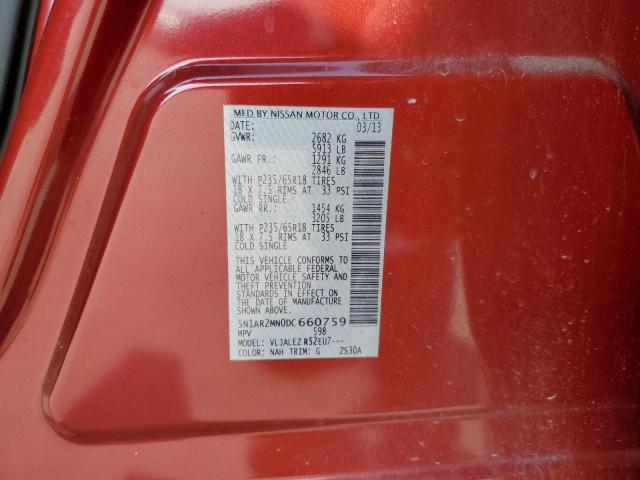 MFD BY NISSAN MOTOR CO., LTD.
DATE: 03/13
GVWR: 2682 KG
5913 LB
GAWR FR.: 1291 KG
2846 LB
WITH P235/65R18 TIRES
18 X 7.5 RIMS AT 33 PSI
COLD SINGLE
GAWR RR.: 1454 KG
3205 LB
WITH P235/65R18 TIRES
18 X 7.5 RIMS AT 33 PSI
COLD SINGLE
THIS VEHICLE CONFORMS TO
ALL APPLICABLE FEDERAL
MOTOR VEHICLE SAFETY AND
THEFT PREVENTION
STANDARDS IN EFFECT ON
THE DATE OF MANUFACTURE
SHOWN ABOVE.
5N1AR2MN0DC660759
MPV 598
MODEL: VLJALEZ R52EU7---
COLOR: NAH TRIM: G ZS30A